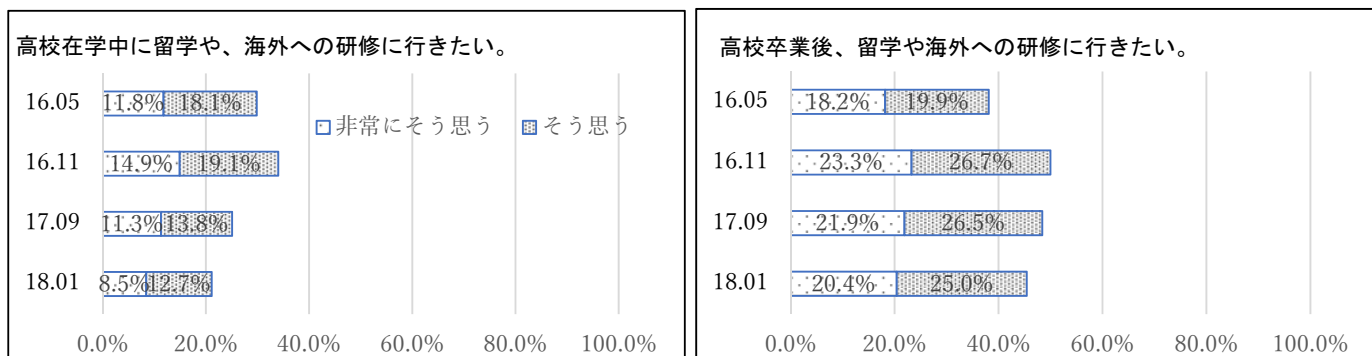 高校在学中に留学や、海外への研修に行きたい。
16.05 11.8% 18.1%
非常にそう思う そう思う
16.11 14.9% 19.1%
17.09 11.3% 13.8%
18.01 8.5% 12.7%
0.0% 20.0% 40.0% 60.0% 80.0% 100.0%
高校卒業後、留学や海外への研修に行きたい。
16.05 18.2% 19.9%
16.11 23.3% 26.7%
17.09 21.9% 26.5%
18.01 20.4% 25.0%
0.0% 20.0% 40.0% 60.0% 80.0% 100.0%